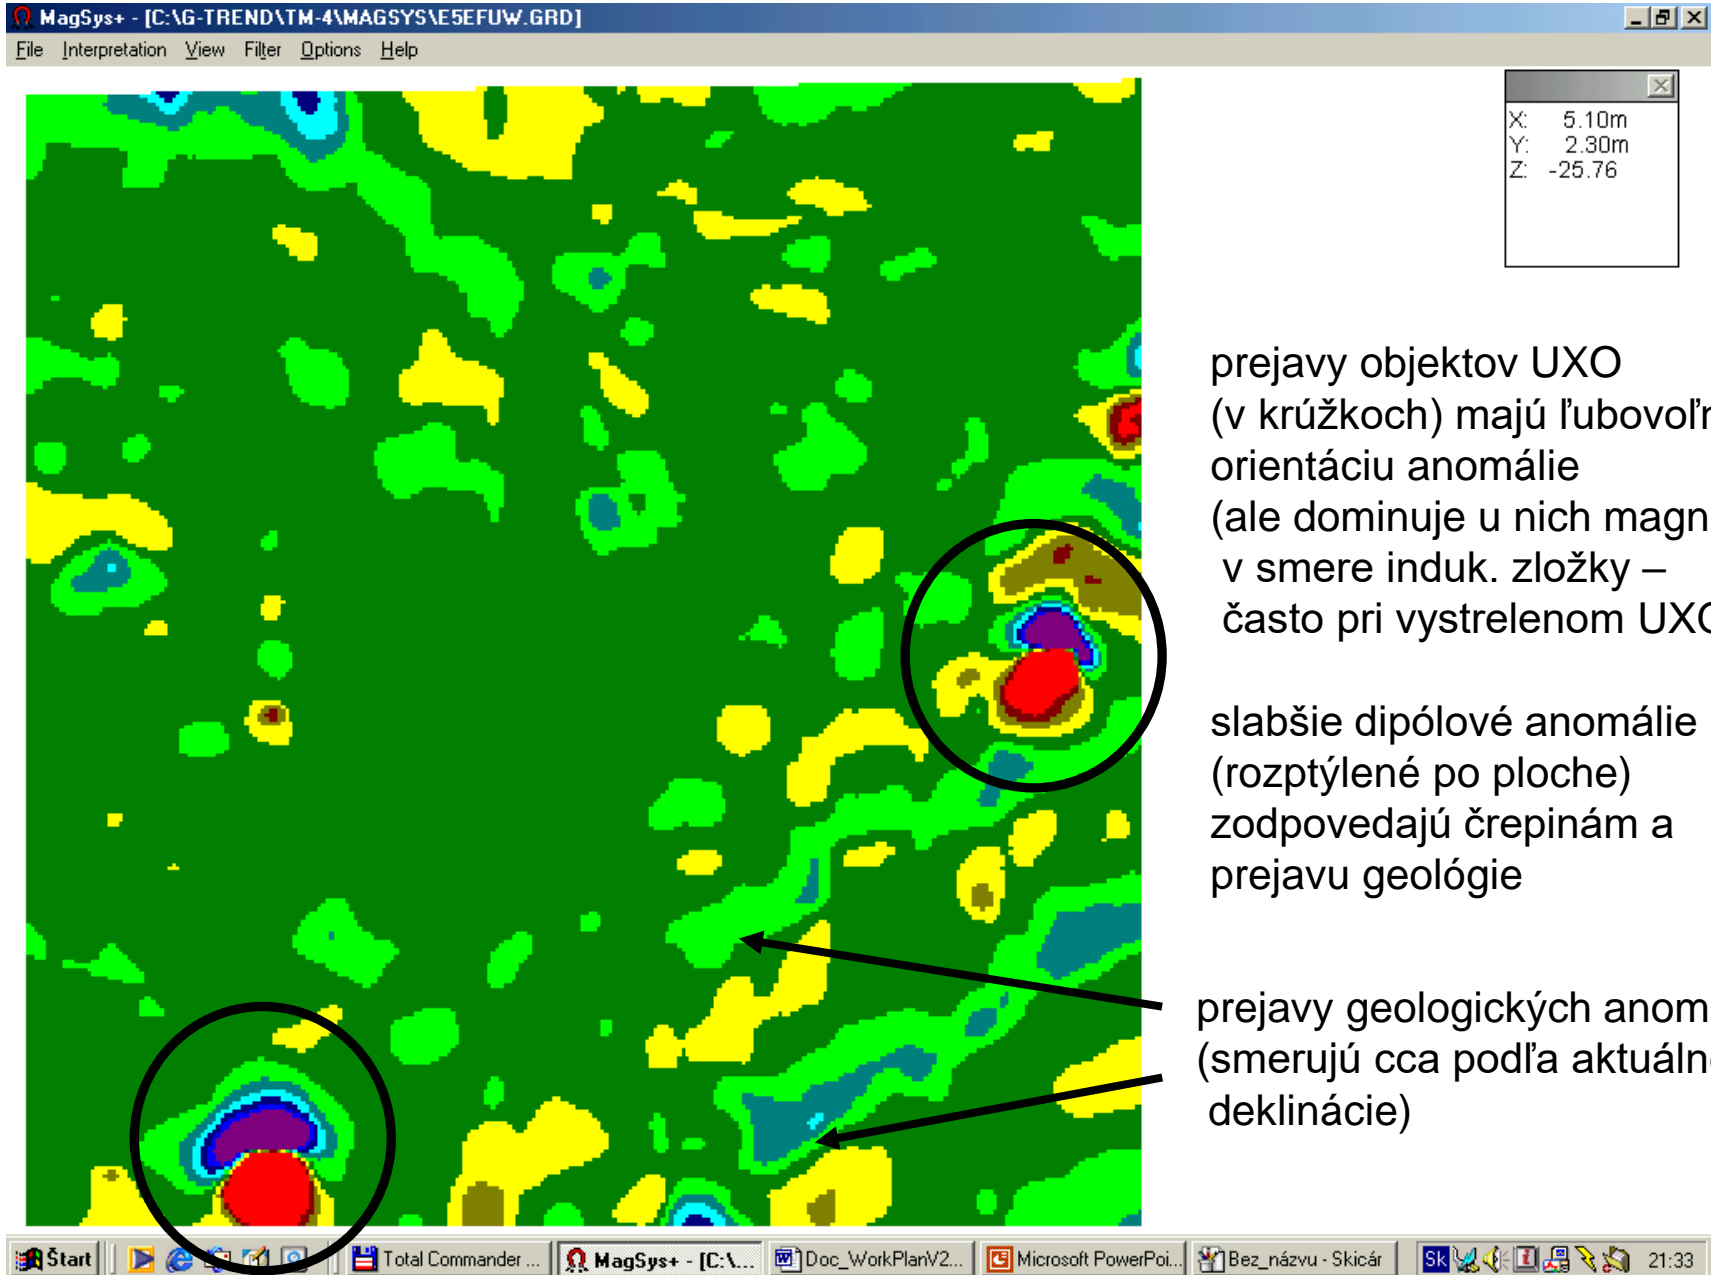 MagSys+ - [C:\G-TREND\TM-4\MAGSYS\E5EFUW.GRD]
File Interpretation View Filter Options Help
X: 5.10m
Y: 2.30m
Z: -25.76
prejavy objektov UXO
(v krúžkoch) majú ľubovoľn
orientáciu anomálie
(ale dominuje u nich magn
v smere induk. zložky –
často pri vystrelenom UXO
slabšie dipólové anomálie
(rozptýlené po ploche)
zodpovedajú črepinám a
prejavu geológie
prejavy geologických anom
(smerujú cca podľa aktuálne
deklinácie)
Štart Total Commander ... MagSys+ - [C:\... Doc_WorkPlanV2... Microsoft PowerPoi... Bez_názvu - Skicár Sk 21:33